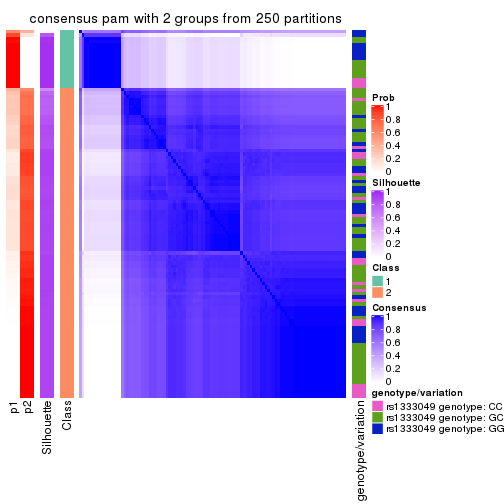 consensus pam with 2 groups from 250 partitions
Prob
1
0.8
0.6
0.4
0.2
0
Silhouette
1
0.8
0.6
0.4
0.2
0
Class
1
2
Consensus
1
0.8
0.6
0.4
0.2
0
genotype/variation
rs1333049 genotype: CC
rs1333049 genotype: GC
rs1333049 genotype: GG
p1
p2
Silhouette
Class
genotype/variation